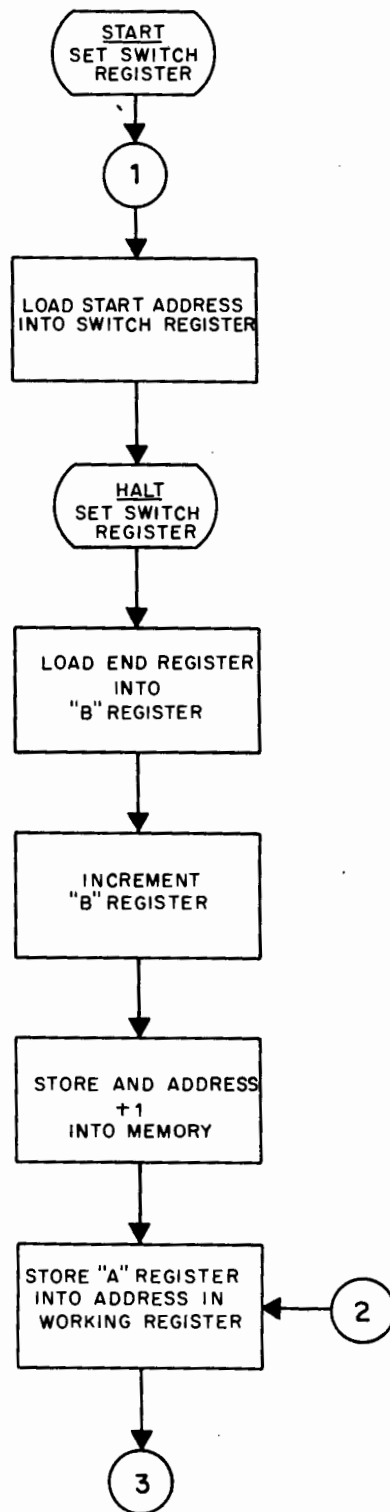 START
SET SWITCH
REGISTER
1
LOAD START ADDRESS
INTO SWITCH REGISTER
HALT
SET SWITCH
REGISTER
LOAD END REGISTER
INTO
"B" REGISTER
INCREMENT
"B" REGISTER
STORE AND ADDRESS
+1
INTO MEMORY
STORE "A" REGISTER
INTO ADDRESS IN
WORKING REGISTER
2
3